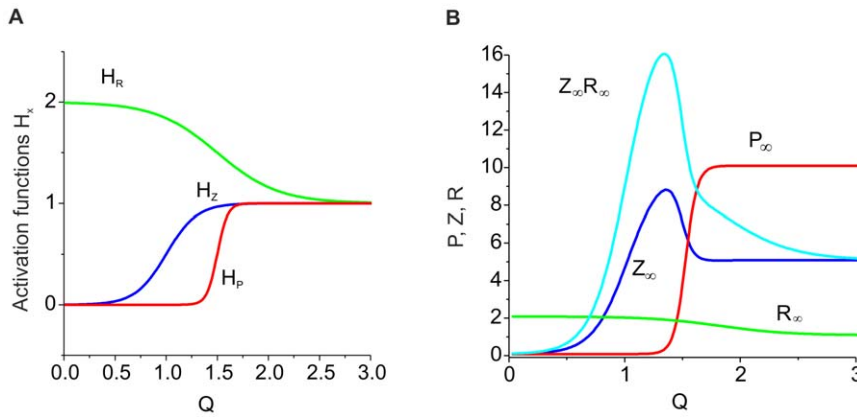 A
Activation functions Hₓ
2
1
0
H_R
H_Z
H_P
0.0 0.5 1.0 1.5 2.0 2.5 3.0
Q
B
P, Z, R
16
14
12
10
8
6
4
2
0
Z∞R∞
P∞
Z∞
R∞
0 1 2 3
Q